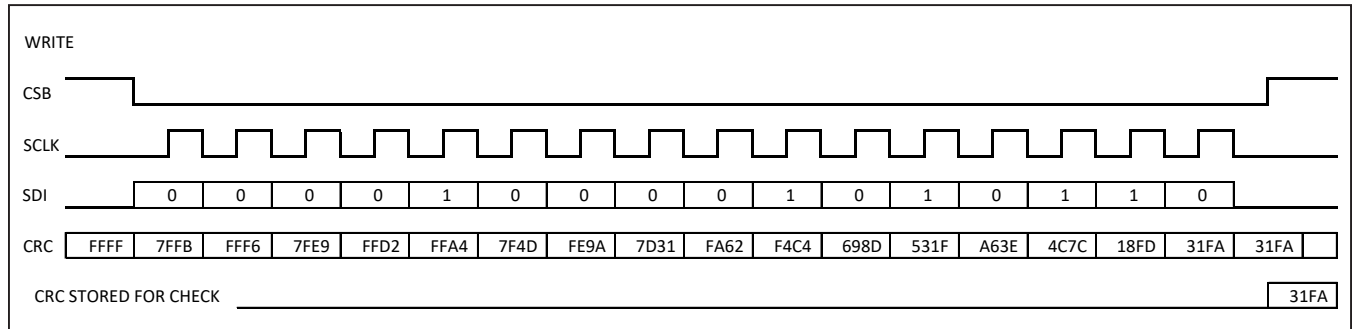 WRITE
CSB
SCLK
SDI 0 0 0 0 1 0 0 0 0 1 0 1 0 1 1 0
CRC FFFF 7FFB FFF6 7FE9 FFD2 FFA4 7F4D FE9A 7D31 FA62 F4C4 698D 531F A63E 4C7C 18FD 31FA 31FA
CRC STORED FOR CHECK 31FA